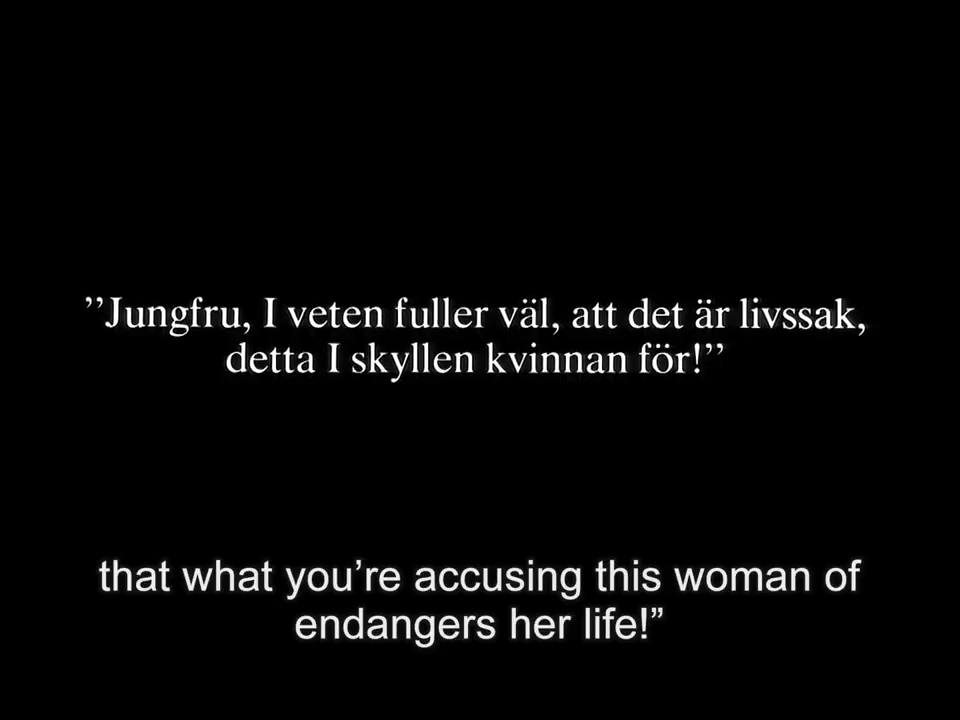 ”Jungfru, I veten fuller väl, att det är livssak,
detta I skyllen kvinnan för!”
that what you’re accusing this woman of
endangers her life!”